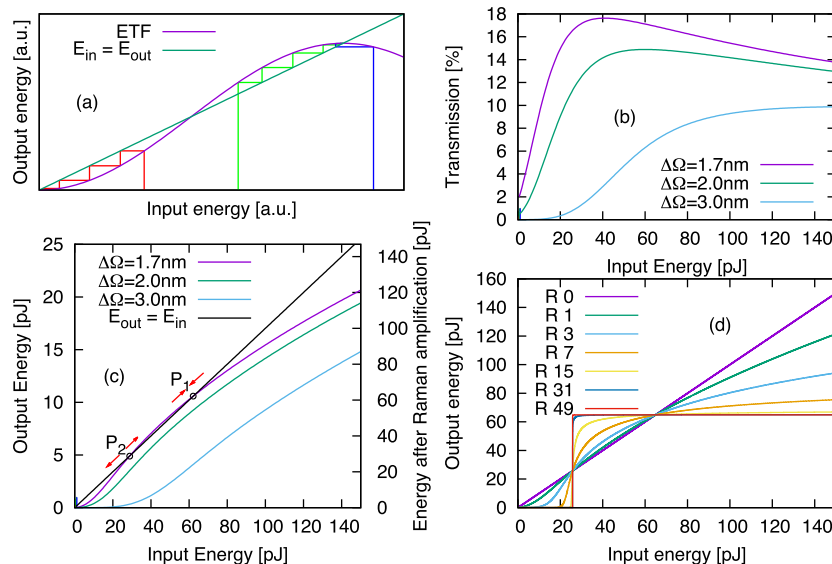 (a)
ETF
E_in = E_out
Output energy [a.u.]
Input energy [a.u.]
Transmission [%]
18
16
14
12
10
8
6
4
2
0
(b)
ΔΩ=1.7nm
ΔΩ=2.0nm
ΔΩ=3.0nm
0 20 40 60 80 100 120 140
Input Energy [pJ]
Output Energy [pJ]
25
20
15
10
5
0
ΔΩ=1.7nm
ΔΩ=2.0nm
ΔΩ=3.0nm
E_out = E_in
(c)
P_1
P_2
0 20 40 60 80 100 120 140
Input Energy [pJ]
140
120
100
80
60
40
20
0
Energy after Raman amplification [pJ]
Output energy [pJ]
160
140
120
100
80
60
40
20
0
R 0
R 1
R 3
R 7
R 15
R 31
R 49
(d)
0 20 40 60 80 100 120 140
Input energy [pJ]